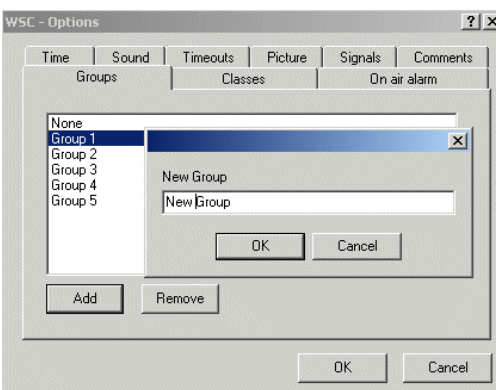 WSC - Options
Time Sound Timeouts Picture Signals Comments
Groups Classes On air alarm
None
Group 1
Group 2
Group 3
Group 4
Group 5
New Group
New Group
OK Cancel
Add Remove
OK Cancel